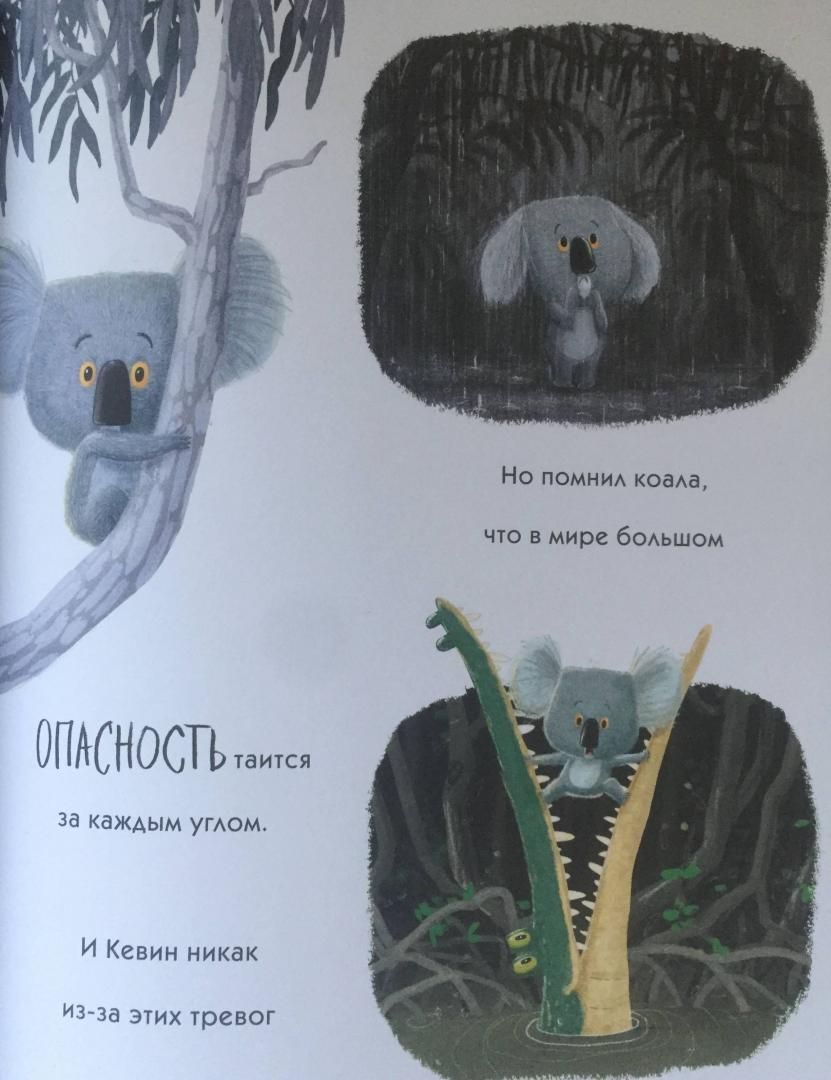 Но помнил коала,
что в мире большом
ОПАСНОСТЬ таится
за каждым углом.
И Кевин никак
из-за этих тревог